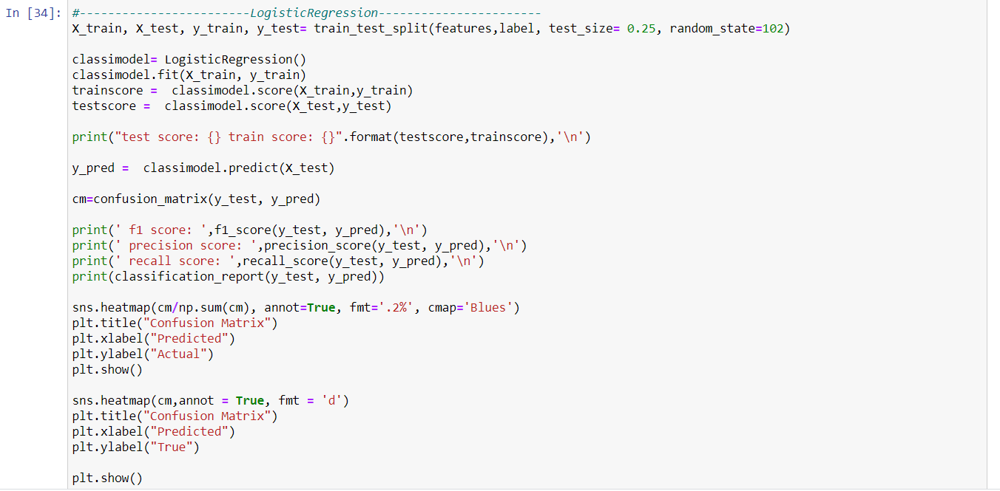 In [34]: #------------------------LogisticRegression-----------------------
X_train, X_test, y_train, y_test= train_test_split(features,label, test_size= 0.25, random_state=102)
classimodel= LogisticRegression()
classimodel.fit(X_train, y_train)
trainscore =  classimodel.score(X_train,y_train)
testscore =  classimodel.score(X_test,y_test)
print("test score: {} train score: {}".format(testscore,trainscore),'\n')
y_pred =  classimodel.predict(X_test)
cm=confusion_matrix(y_test, y_pred)
print(' f1 score: ',f1_score(y_test, y_pred),'\n')
print(' precision score: ',precision_score(y_test, y_pred),'\n')
print(' recall score: ',recall_score(y_test, y_pred),'\n')
print(classification_report(y_test, y_pred))
sns.heatmap(cm/np.sum(cm), annot=True, fmt='.2%', cmap='Blues')
plt.title("Confusion Matrix")
plt.xlabel("Predicted")
plt.ylabel("Actual")
plt.show()
sns.heatmap(cm,annot = True, fmt = 'd')
plt.title("Confusion Matrix")
plt.xlabel("Predicted")
plt.ylabel("True")
plt.show()